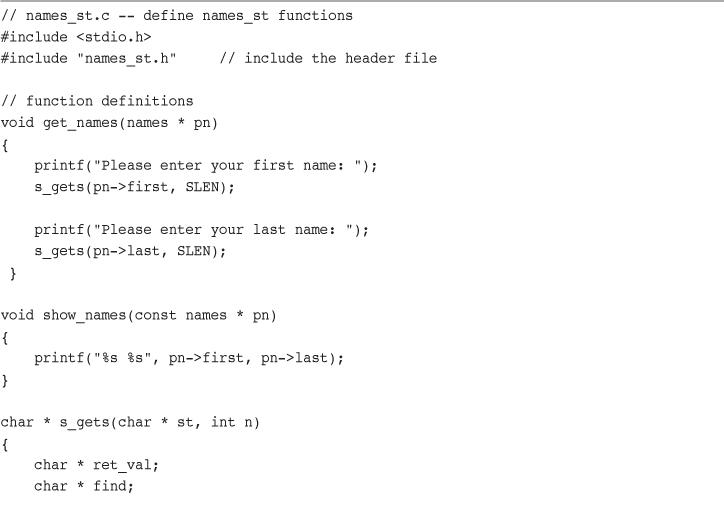 // names_st.c -- define names_st functions
#include <stdio.h>
#include "names_st.h"     // include the header file

// function definitions
void get_names(names * pn)
{
    printf("Please enter your first name: ");
    s_gets(pn->first, SLEN);

    printf("Please enter your last name: ");
    s_gets(pn->last, SLEN);
 }

void show_names(const names * pn)
{
    printf("%s %s", pn->first, pn->last);
}

char * s_gets(char * st, int n)
{
    char * ret_val;
    char * find;